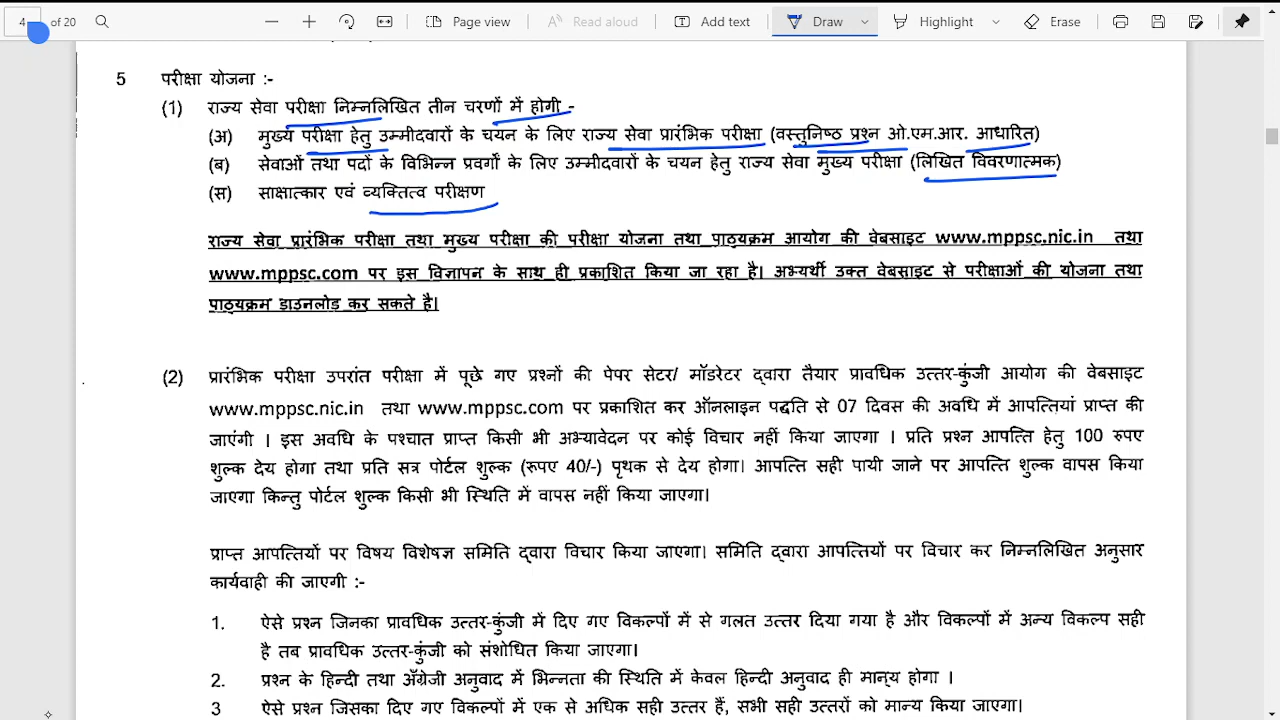 4 of 20 Page view Read aloud Add text Draw Highlight Erase
5 परीक्षा योजना :-
(1) राज्य सेवा परीक्षा निम्नलिखित तीन चरणों में होगी -
(अ) मुख्य परीक्षा हेतु उम्मीदवारों के चयन के लिए राज्य सेवा प्रारंभिक परीक्षा (वस्तुनिष्ठ प्रश्न ओ.एम.आर. आधारित)
(ब) सेवाओं तथा पदों के विभिन्न प्रवर्गों के लिए उम्मीदवारों के चयन हेतु राज्य सेवा मुख्य परीक्षा (लिखित विवरणात्मक)
(स) साक्षात्कार एवं व्यक्तित्व परीक्षण
राज्य सेवा प्रारंभिक परीक्षा तथा मुख्य परीक्षा की परीक्षा योजना तथा पाठ्यक्रम आयोग की वेबसाइट www.mppsc.nic.in तथा
www.mppsc.com पर इस विज्ञापन के साथ ही प्रकाशित किया जा रहा है। अभ्यर्थी उक्त वेबसाइट से परीक्षाओं की योजना तथा
पाठ्यक्रम डाउनलोड कर सकते है।
(2) प्रारंभिक परीक्षा उपरांत परीक्षा में पूछे गए प्रश्नों की पेपर सेटर/ मॉडरेटर द्वारा तैयार प्रावधिक उत्तर-कुंजी आयोग की वेबसाइट
www.mppsc.nic.in तथा www.mppsc.com पर प्रकाशित कर ऑनलाइन पद्धति से 07 दिवस की अवधि में आपत्तियां प्राप्त की
जाएंगी । इस अवधि के पश्चात प्राप्त किसी भी अभ्यावेदन पर कोई विचार नहीं किया जाएगा । प्रति प्रश्न आपत्ति हेतु 100 रुपए
शुल्क देय होगा तथा प्रति सत्र पोर्टल शुल्क (रुपए 40/-) पृथक से देय होगा। आपत्ति सही पायी जाने पर आपत्ति शुल्क वापस किया
जाएगा किन्तु पोर्टल शुल्क किसी भी स्थिति में वापस नहीं किया जाएगा।
प्राप्त आपत्तियों पर विषय विशेषज्ञ समिति द्वारा विचार किया जाएगा। समिति द्वारा आपत्तियों पर विचार कर निम्नलिखित अनुसार
कार्यवाही की जाएगी :-
1. ऐसे प्रश्न जिनका प्रावधिक उत्तर-कुंजी में दिए गए विकल्पों में से गलत उत्तर दिया गया है और विकल्पों में अन्य विकल्प सही
है तब प्रावधिक उत्तर-कुंजी को संशोधित किया जाएगा।
2. प्रश्न के हिन्दी तथा अँग्रेजी अनुवाद में भिन्नता की स्थिति में केवल हिन्दी अनुवाद ही मान्य होगा ।
3 ऐसे प्रश्न जिसका दिए गए विकल्पों में एक से अधिक सही उत्तर हैं, सभी सही उत्तरों को मान्य किया जाएगा।